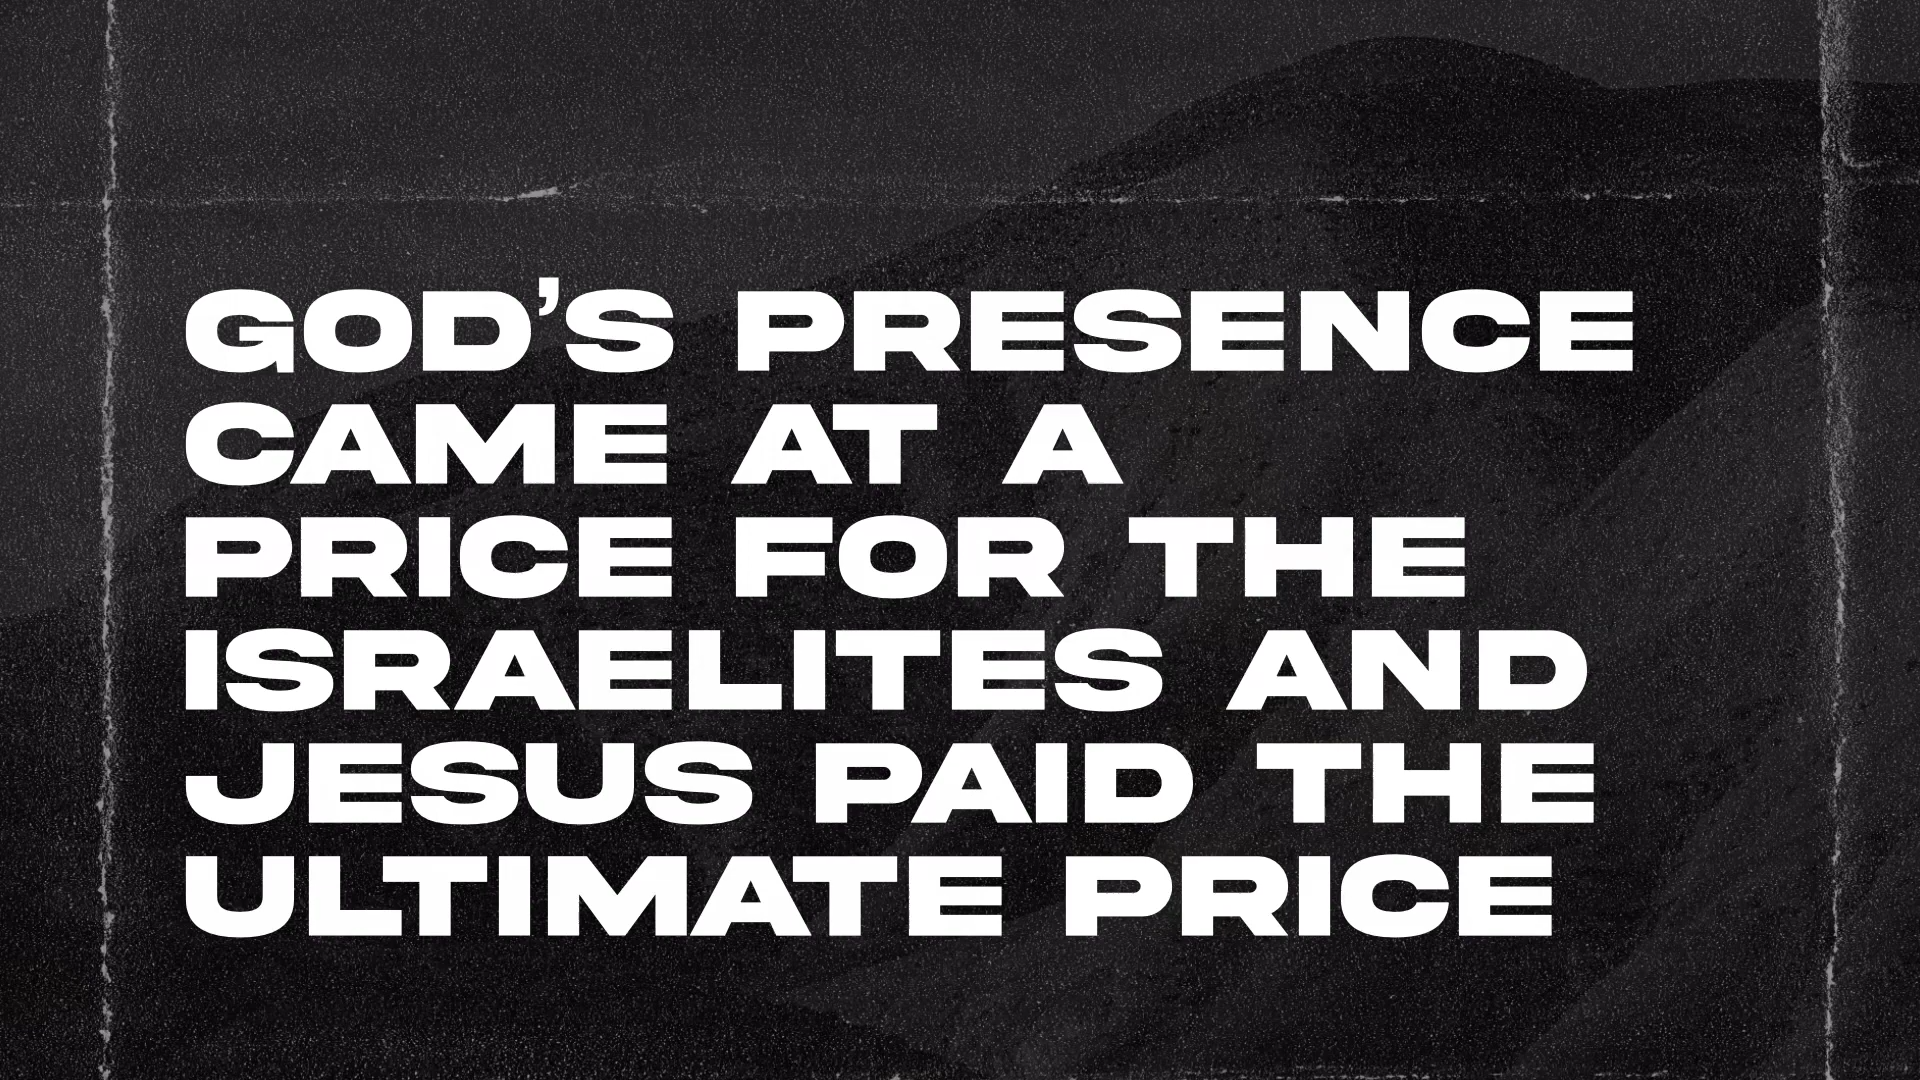 GOD’S PRESENCE
CAME AT A
PRICE FOR THE
ISRAELITES AND
JESUS PAID THE
ULTIMATE PRICE